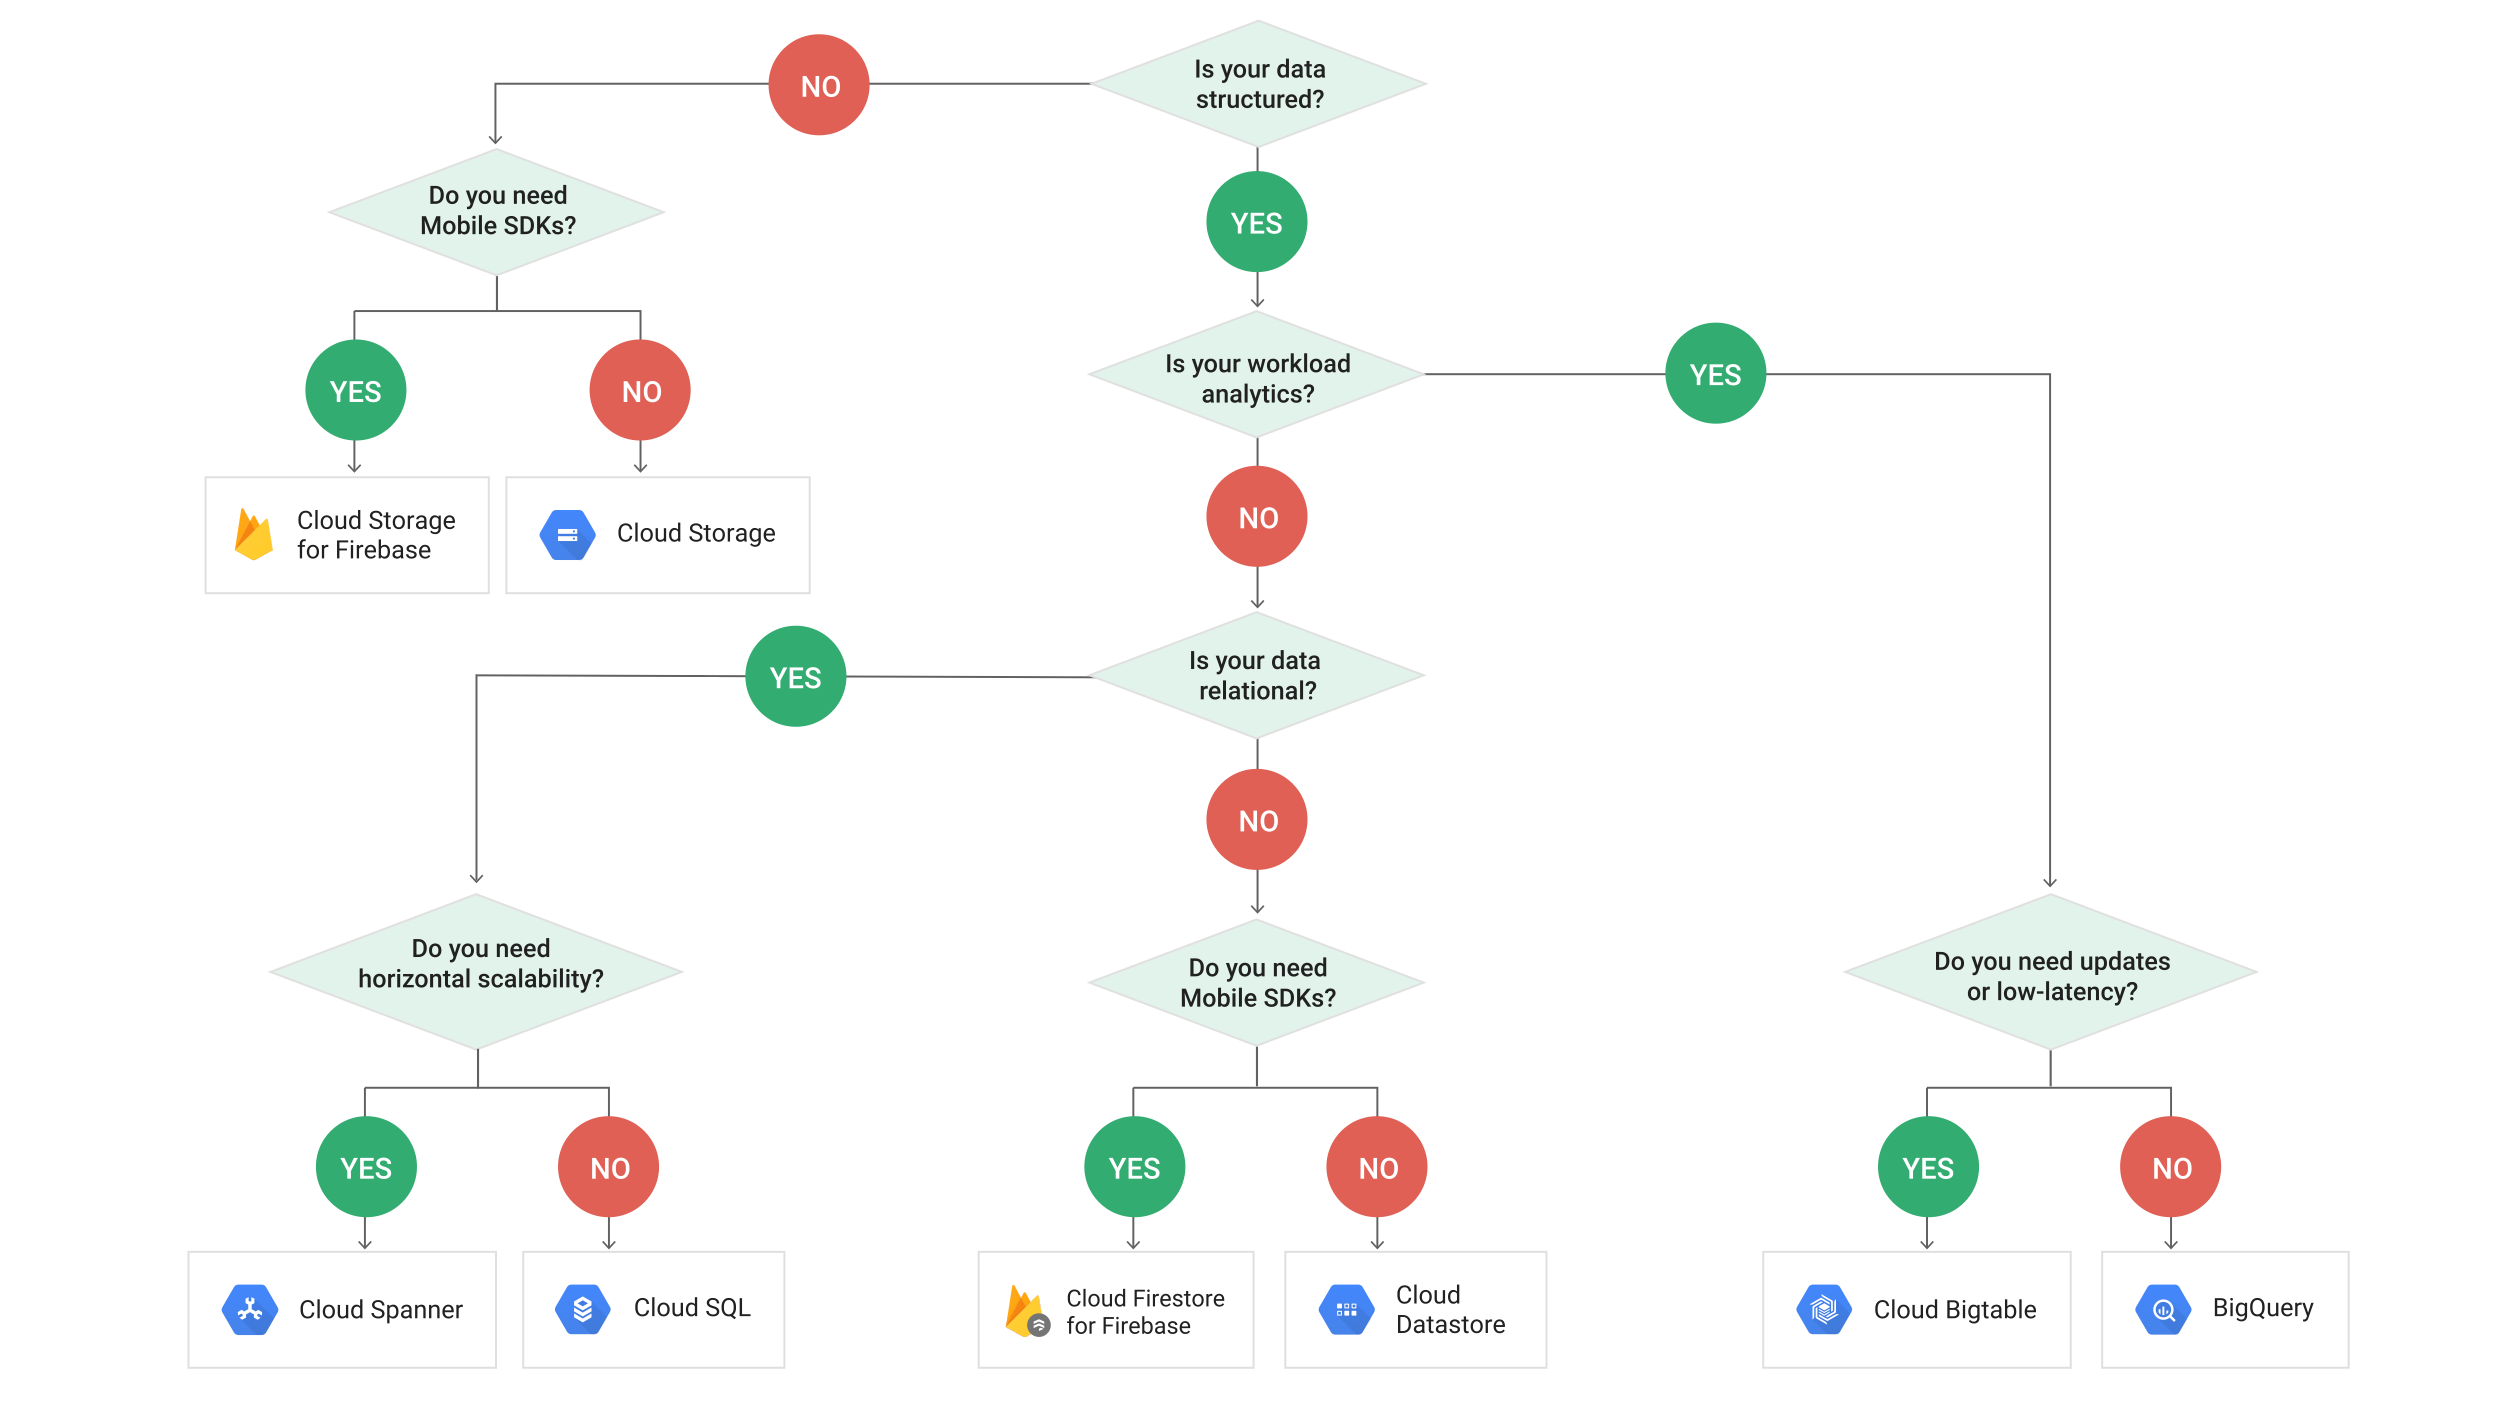 Is your data
structured?
NO
Do you need
Mobile SDKs?
YES
YES
NO
Cloud Storage
for Firebase
Cloud Storage
Is your workload
analytics?
YES
NO
Is your data
relational?
YES
NO
Do you need
horizontal scalability?
Do you need
Mobile SDKs?
Do you need updates
or low-latency?
YES
NO
YES
NO
YES
NO
Cloud Spanner
Cloud SQL
Cloud Firestore
for Firebase
Cloud
Datastore
Cloud Bigtable
BigQuery